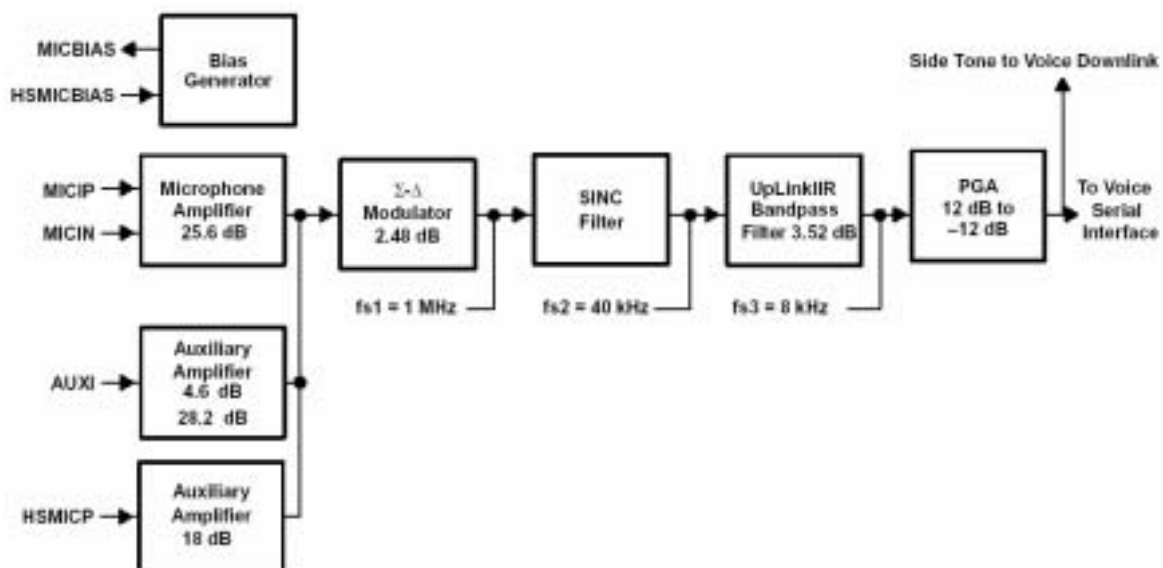 MICBIAS
HSMICBIAS
Bias
Generator
Side Tone to Voice Downlink
MICIP
MICIN
Microphone
Amplifier
25.6 dB
Σ-Δ
Modulator
2.48 dB
SINC
Filter
UpLinkIIR
Bandpass
Filter 3.52 dB
PGA
12 dB to
–12 dB
To Voice
Serial
Interface
fs1 = 1 MHz
fs2 = 40 kHz
fs3 = 8 kHz
AUXI
Auxiliary
Amplifier
4.6 dB
28.2 dB
HSMICP
Auxiliary
Amplifier
18 dB